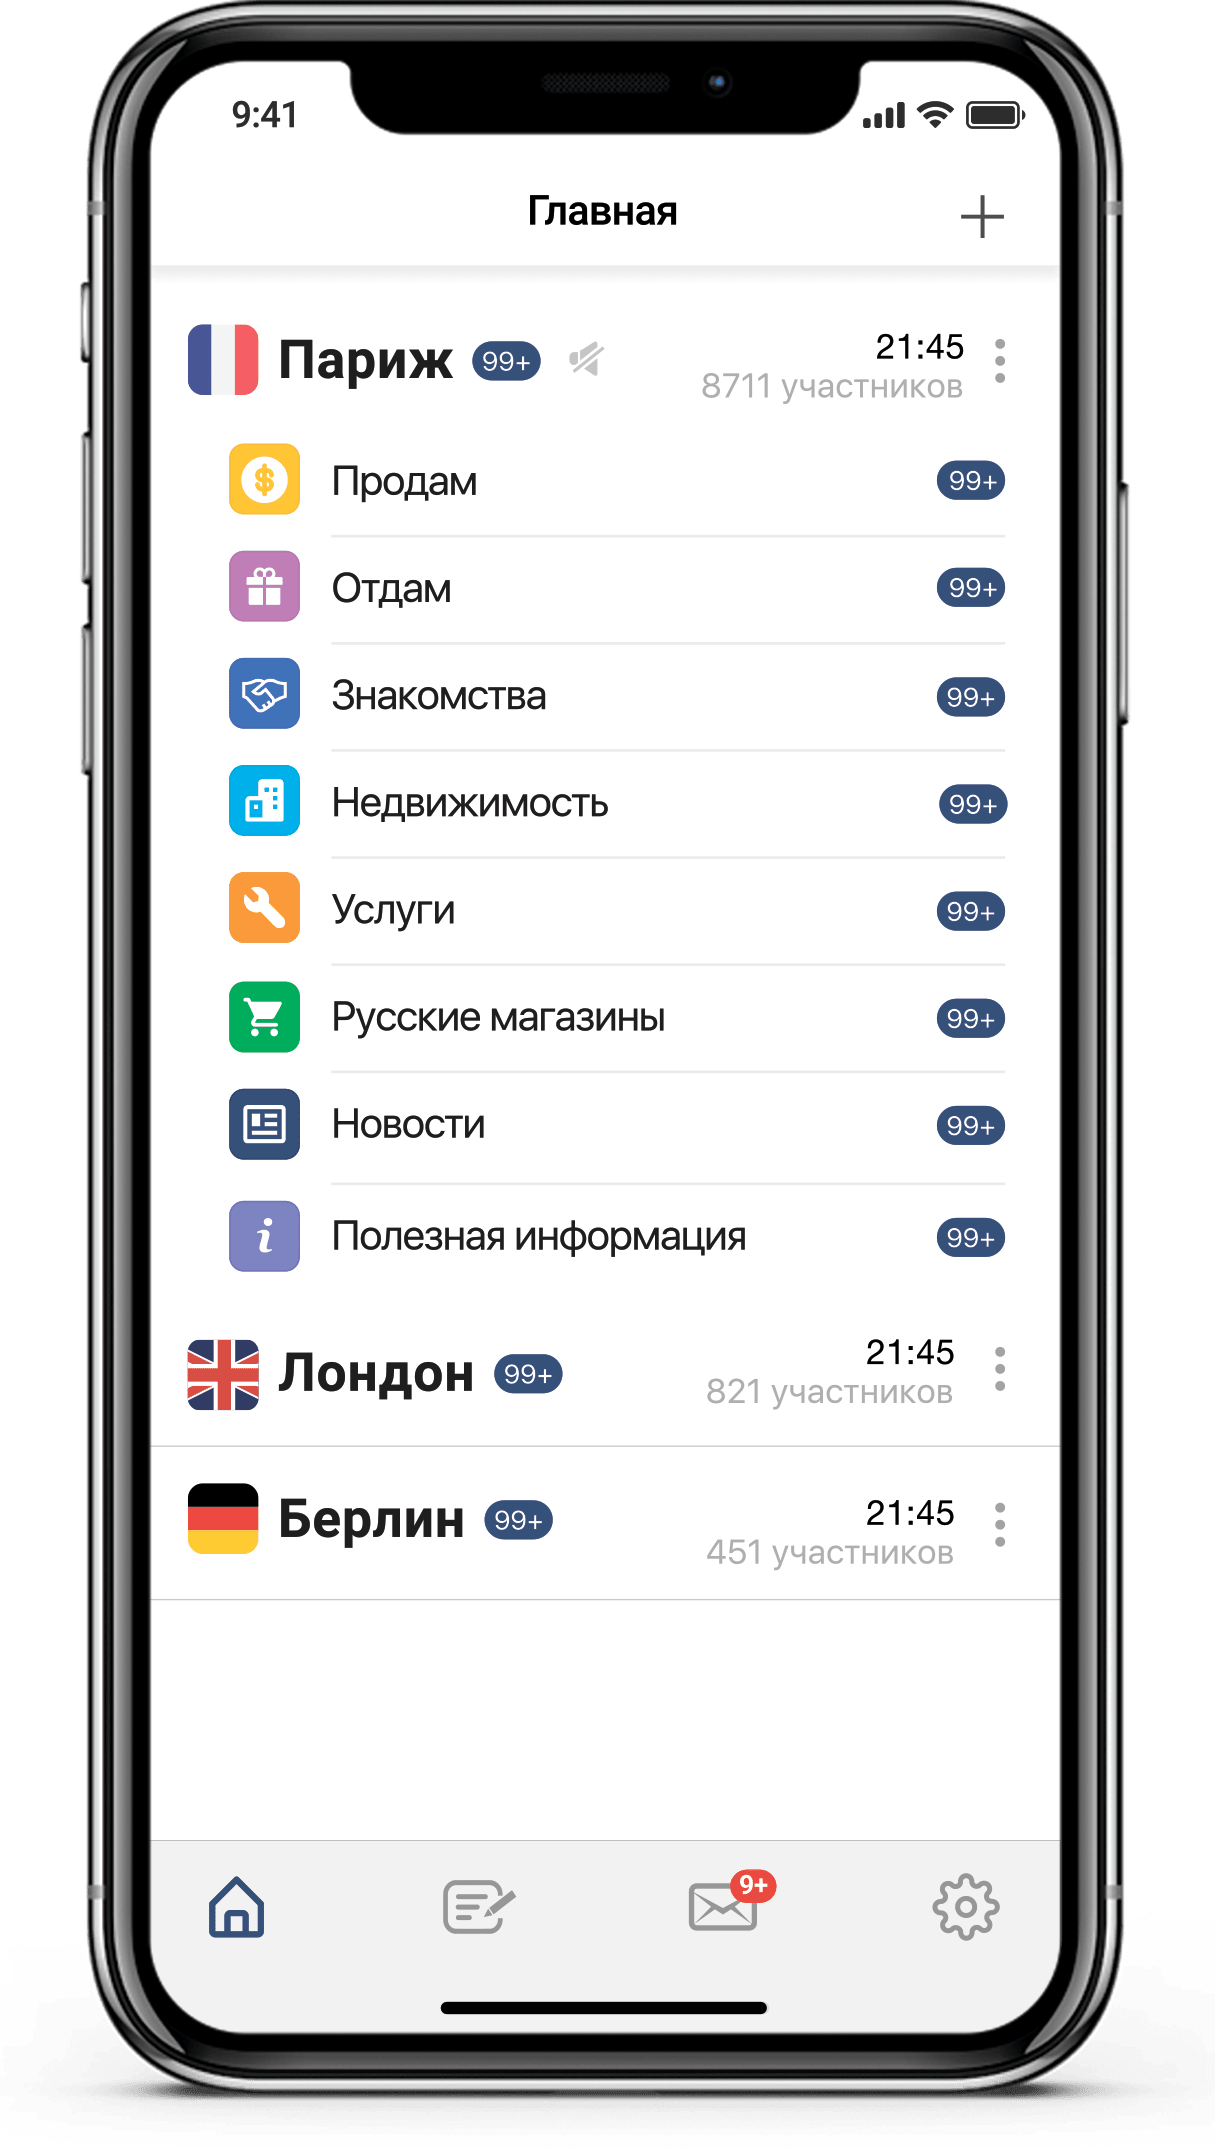 9:41
Главная
Париж 99+ 21:45
8711 участников
Продам 99+
Отдам 99+
Знакомства 99+
Недвижимость 99+
Услуги 99+
Русские магазины 99+
Новости 99+
Полезная информация 99+
Лондон 99+ 21:45
821 участников
Берлин 99+ 21:45
451 участников
9+